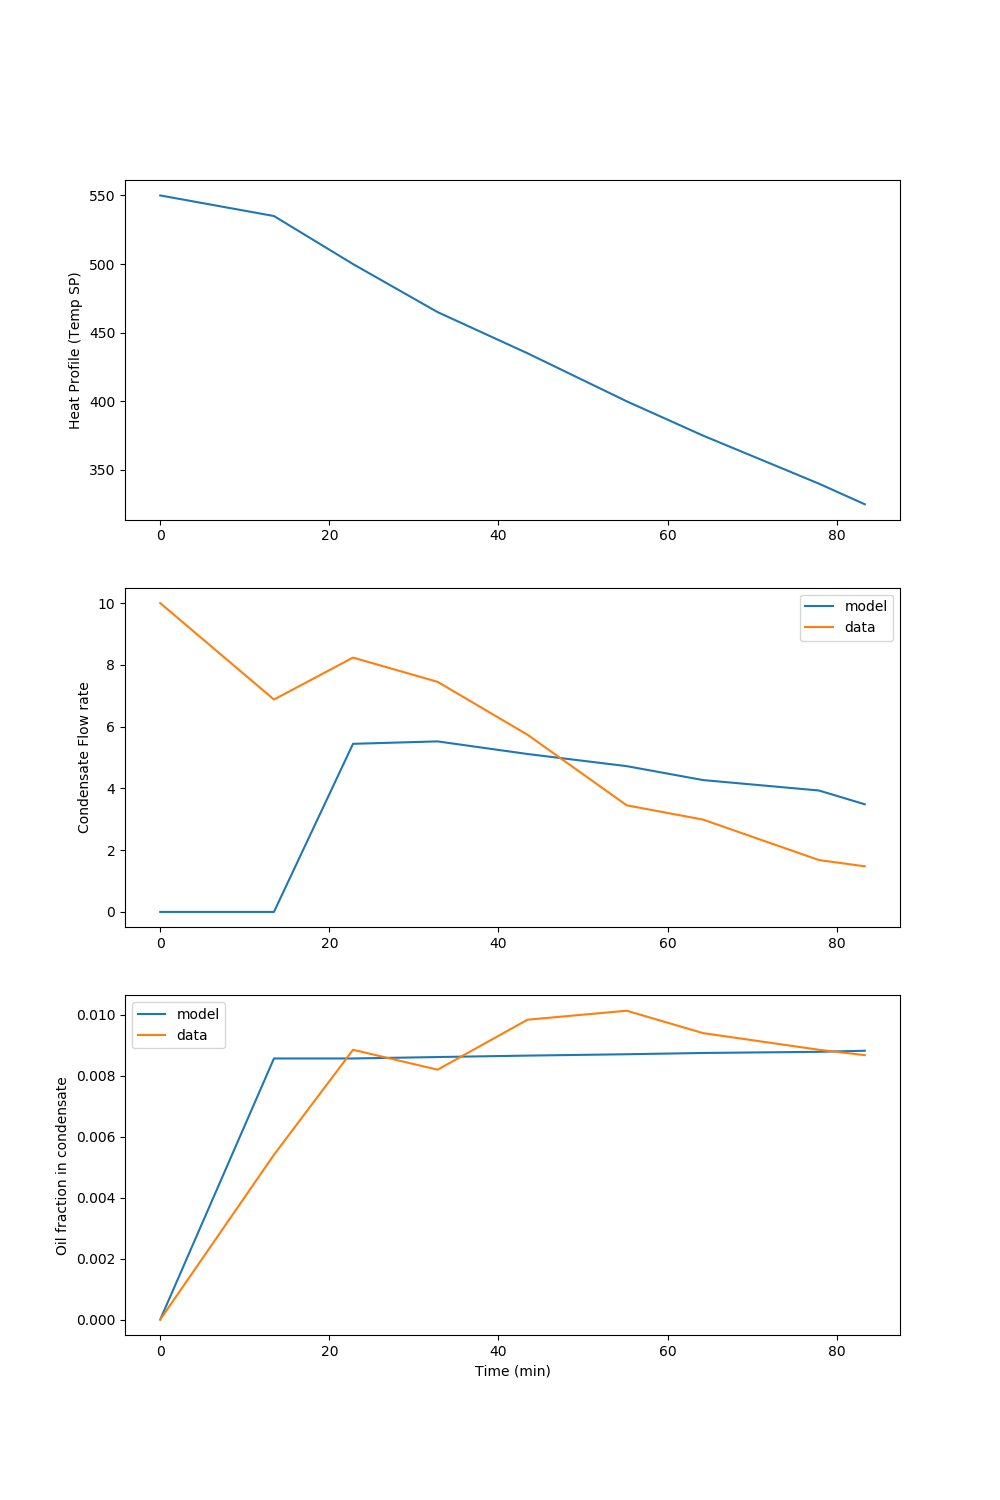 550
500
450
400
350
Heat Profile (Temp SP)
0 20 40 60 80
10
8
6
4
2
0
Condensate Flow rate
model
data
0 20 40 60 80
0.010
0.008
0.006
0.004
0.002
0.000
Oil fraction in condensate
model
data
0 20 40 60 80
Time (min)